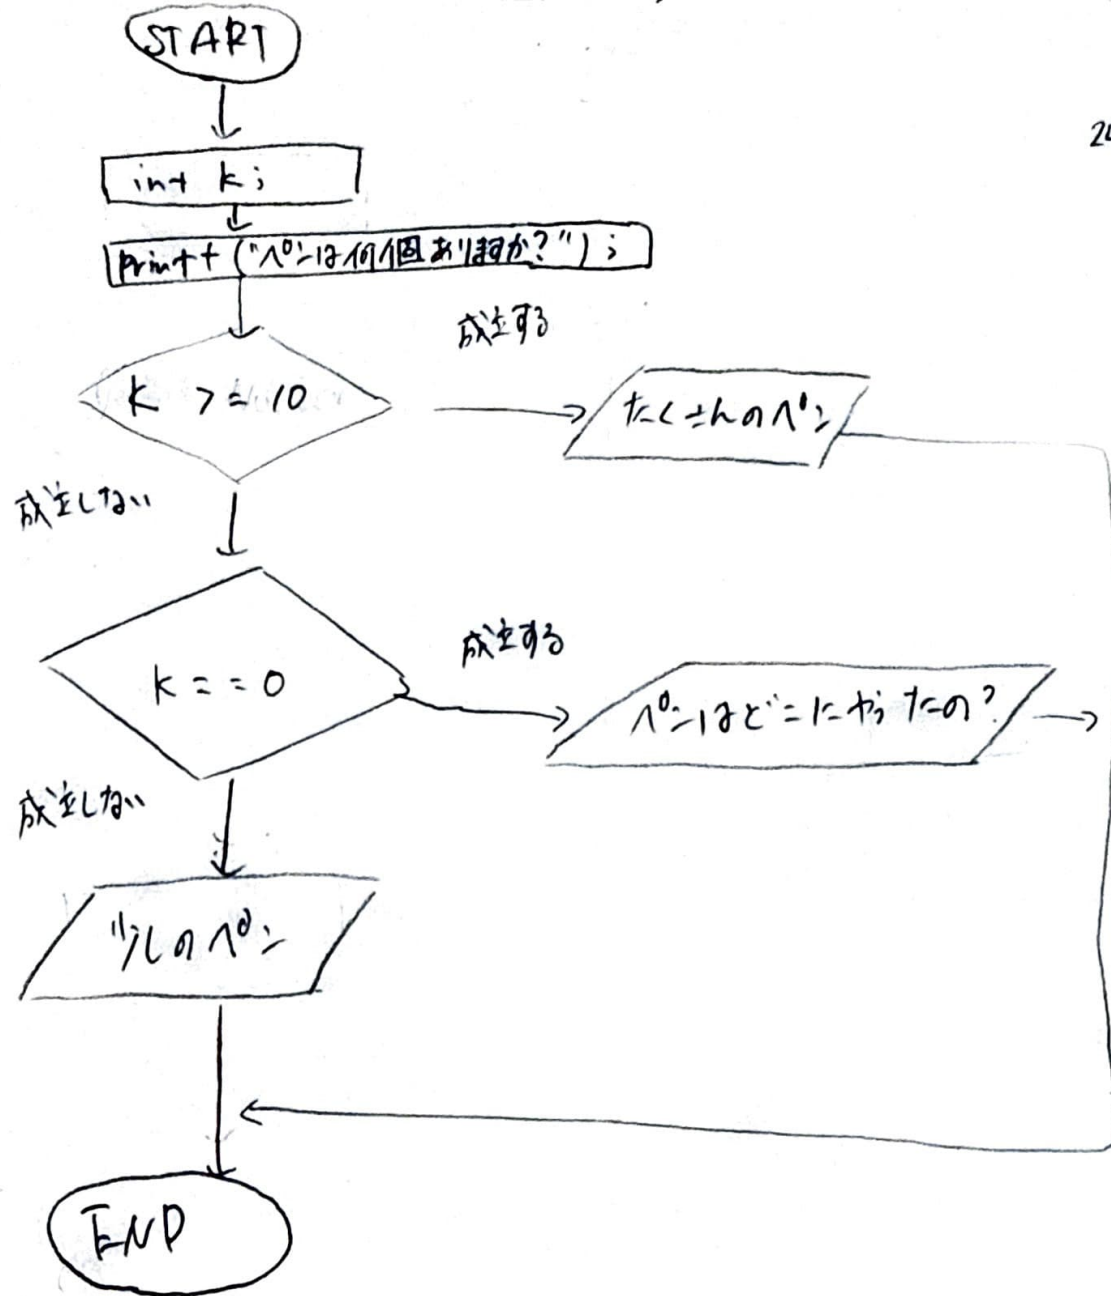 START
int k;
printf ("ペンは何個ありますか?") ;
成立する
k >= 10
たくさんのペン
成立しない
成立する
k == 0
ペンはどこにやったの?
成立しない
少しのペン
END